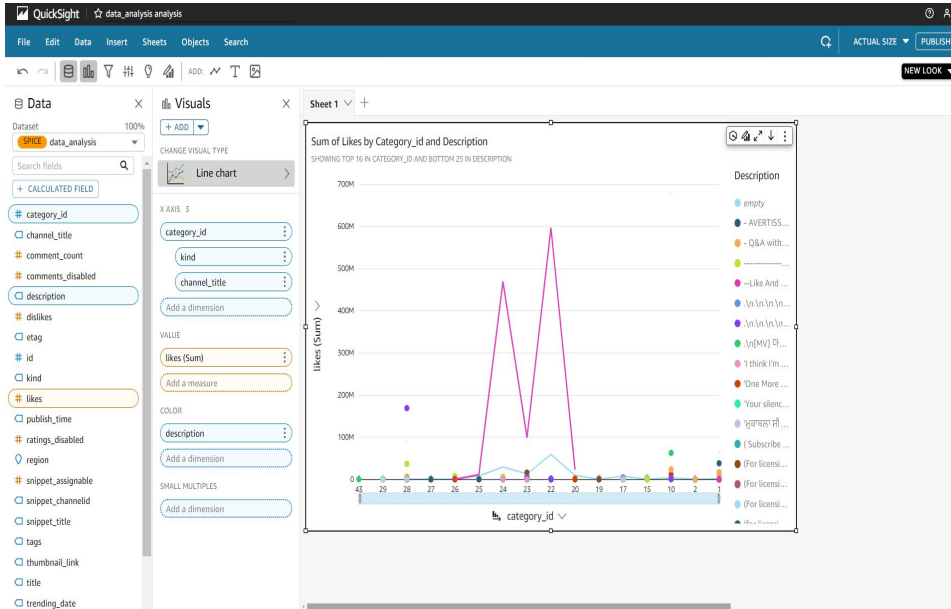 QuickSight
data_analysis analysis
File Edit Data Insert Sheets Objects Search
ACTUAL SIZE
PUBLISH
ADD:
NEW LOOK
Data
Dataset 100%
SPICE data_analysis
Search fields
+ CALCULATED FIELD
# category_id
channel_title
# comment_count
# comments_disabled
description
# dislikes
etag
# id
kind
# likes
publish_time
# ratings_disabled
region
# snippet_assignable
snippet_channelid
snippet_title
tags
thumbnail_link
title
trending_date
Visuals
+ ADD
CHANGE VISUAL TYPE
Line chart
X AXIS 3
category_id
kind
channel_title
Add a dimension
VALUE
likes (Sum)
Add a measure
COLOR
description
Add a dimension
SMALL MULTIPLES
Add a dimension
Sheet 1
Sum of Likes by Category_id and Description
SHOWING TOP 16 IN CATEGORY_ID AND BOTTOM 25 IN DESCRIPTION
700M
600M
500M
400M
300M
200M
100M
0
likes (Sum)
43 29 28 27 26 25 24 23 22 20 19 17 15 10 2 1
category_id
Description
empty
- AVERTISS...
- Q&A with...
-------------...
--Like And ...
.\n.\n.\n.\n...
.\n.\n.\n.\n...
'I think I'm ...
'One More ...
'Your silenc...
( Subscribe ...
(For licensi...
(For licensi...
(For licensi...